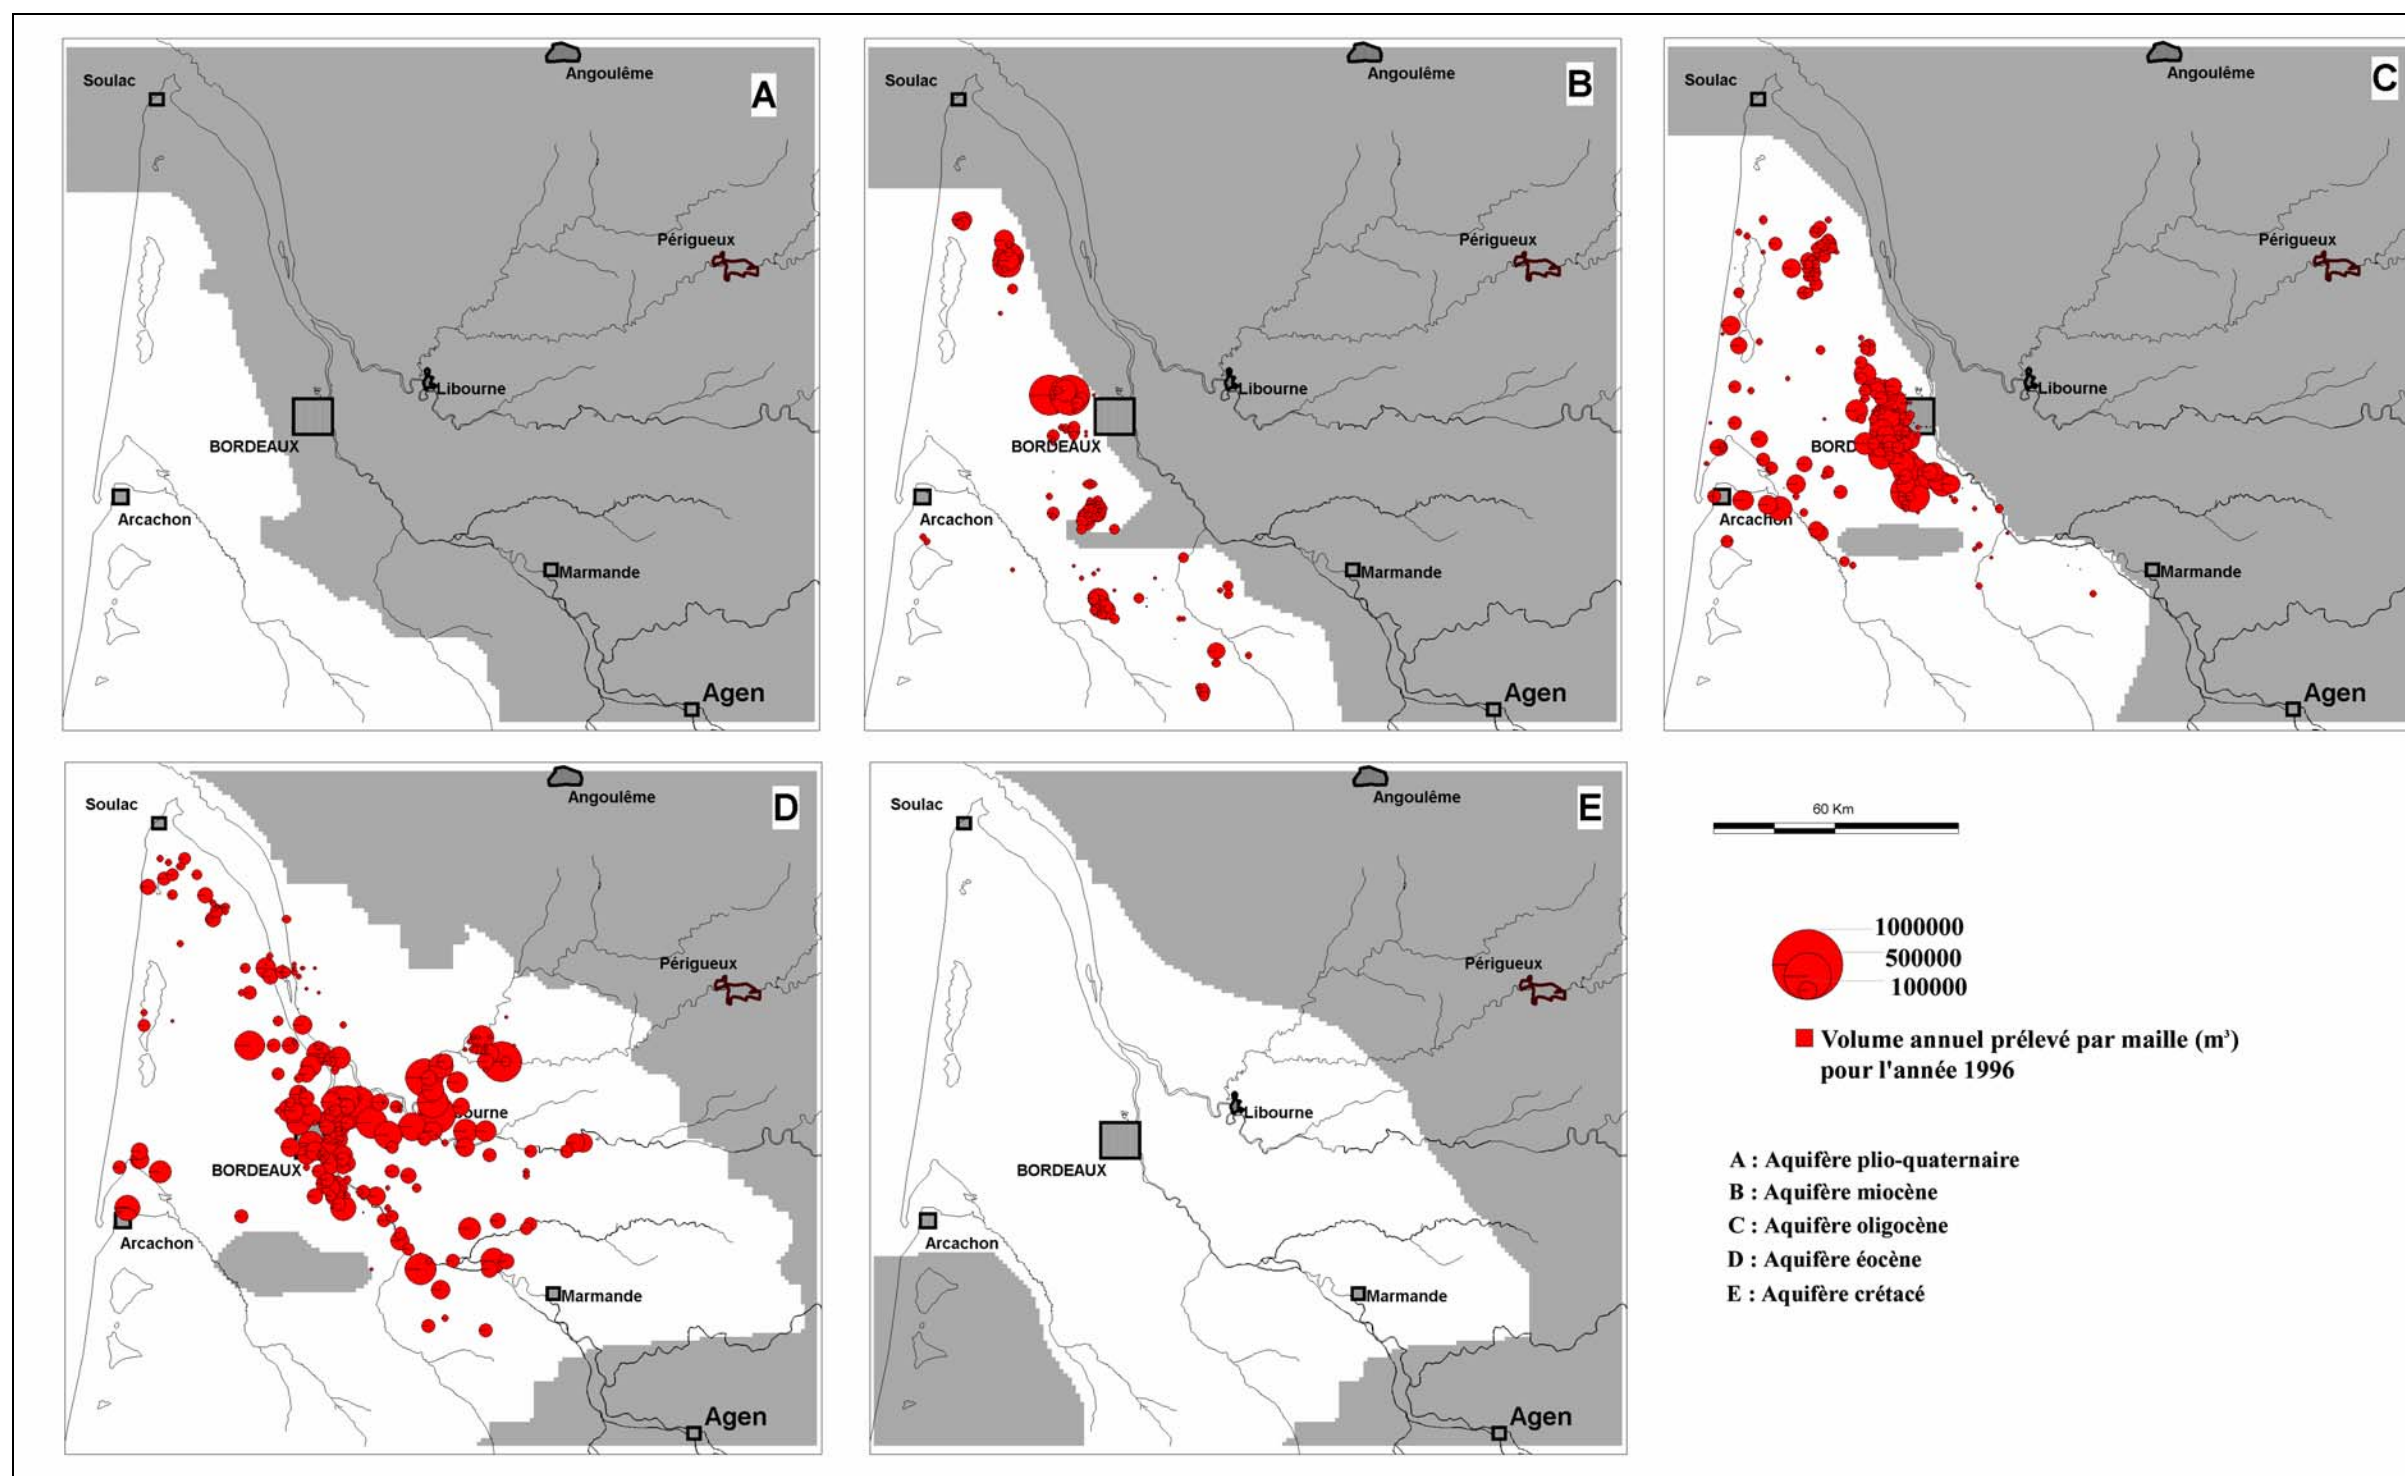 A
Soulac
Angoulême
Périgueux
Libourne
BORDEAUX
Arcachon
Marmande
Agen
B
Soulac
Angoulême
Périgueux
Libourne
BORDEAUX
Arcachon
Marmande
Agen
C
Soulac
Angoulême
Périgueux
Libourne
BORD
Arcachon
Marmande
Agen
D
Soulac
Angoulême
Périgueux
ourne
BORDEAUX
Arcachon
Marmande
Agen
E
Soulac
Angoulême
Périgueux
Libourne
BORDEAUX
Arcachon
Marmande
Agen
60 Km
1000000
500000
100000
Volume annuel prélevé par maille (m³)
pour l'année 1996
A : Aquifère plio-quaternaire
B : Aquifère miocène
C : Aquifère oligocène
D : Aquifère éocène
E : Aquifère crétacé